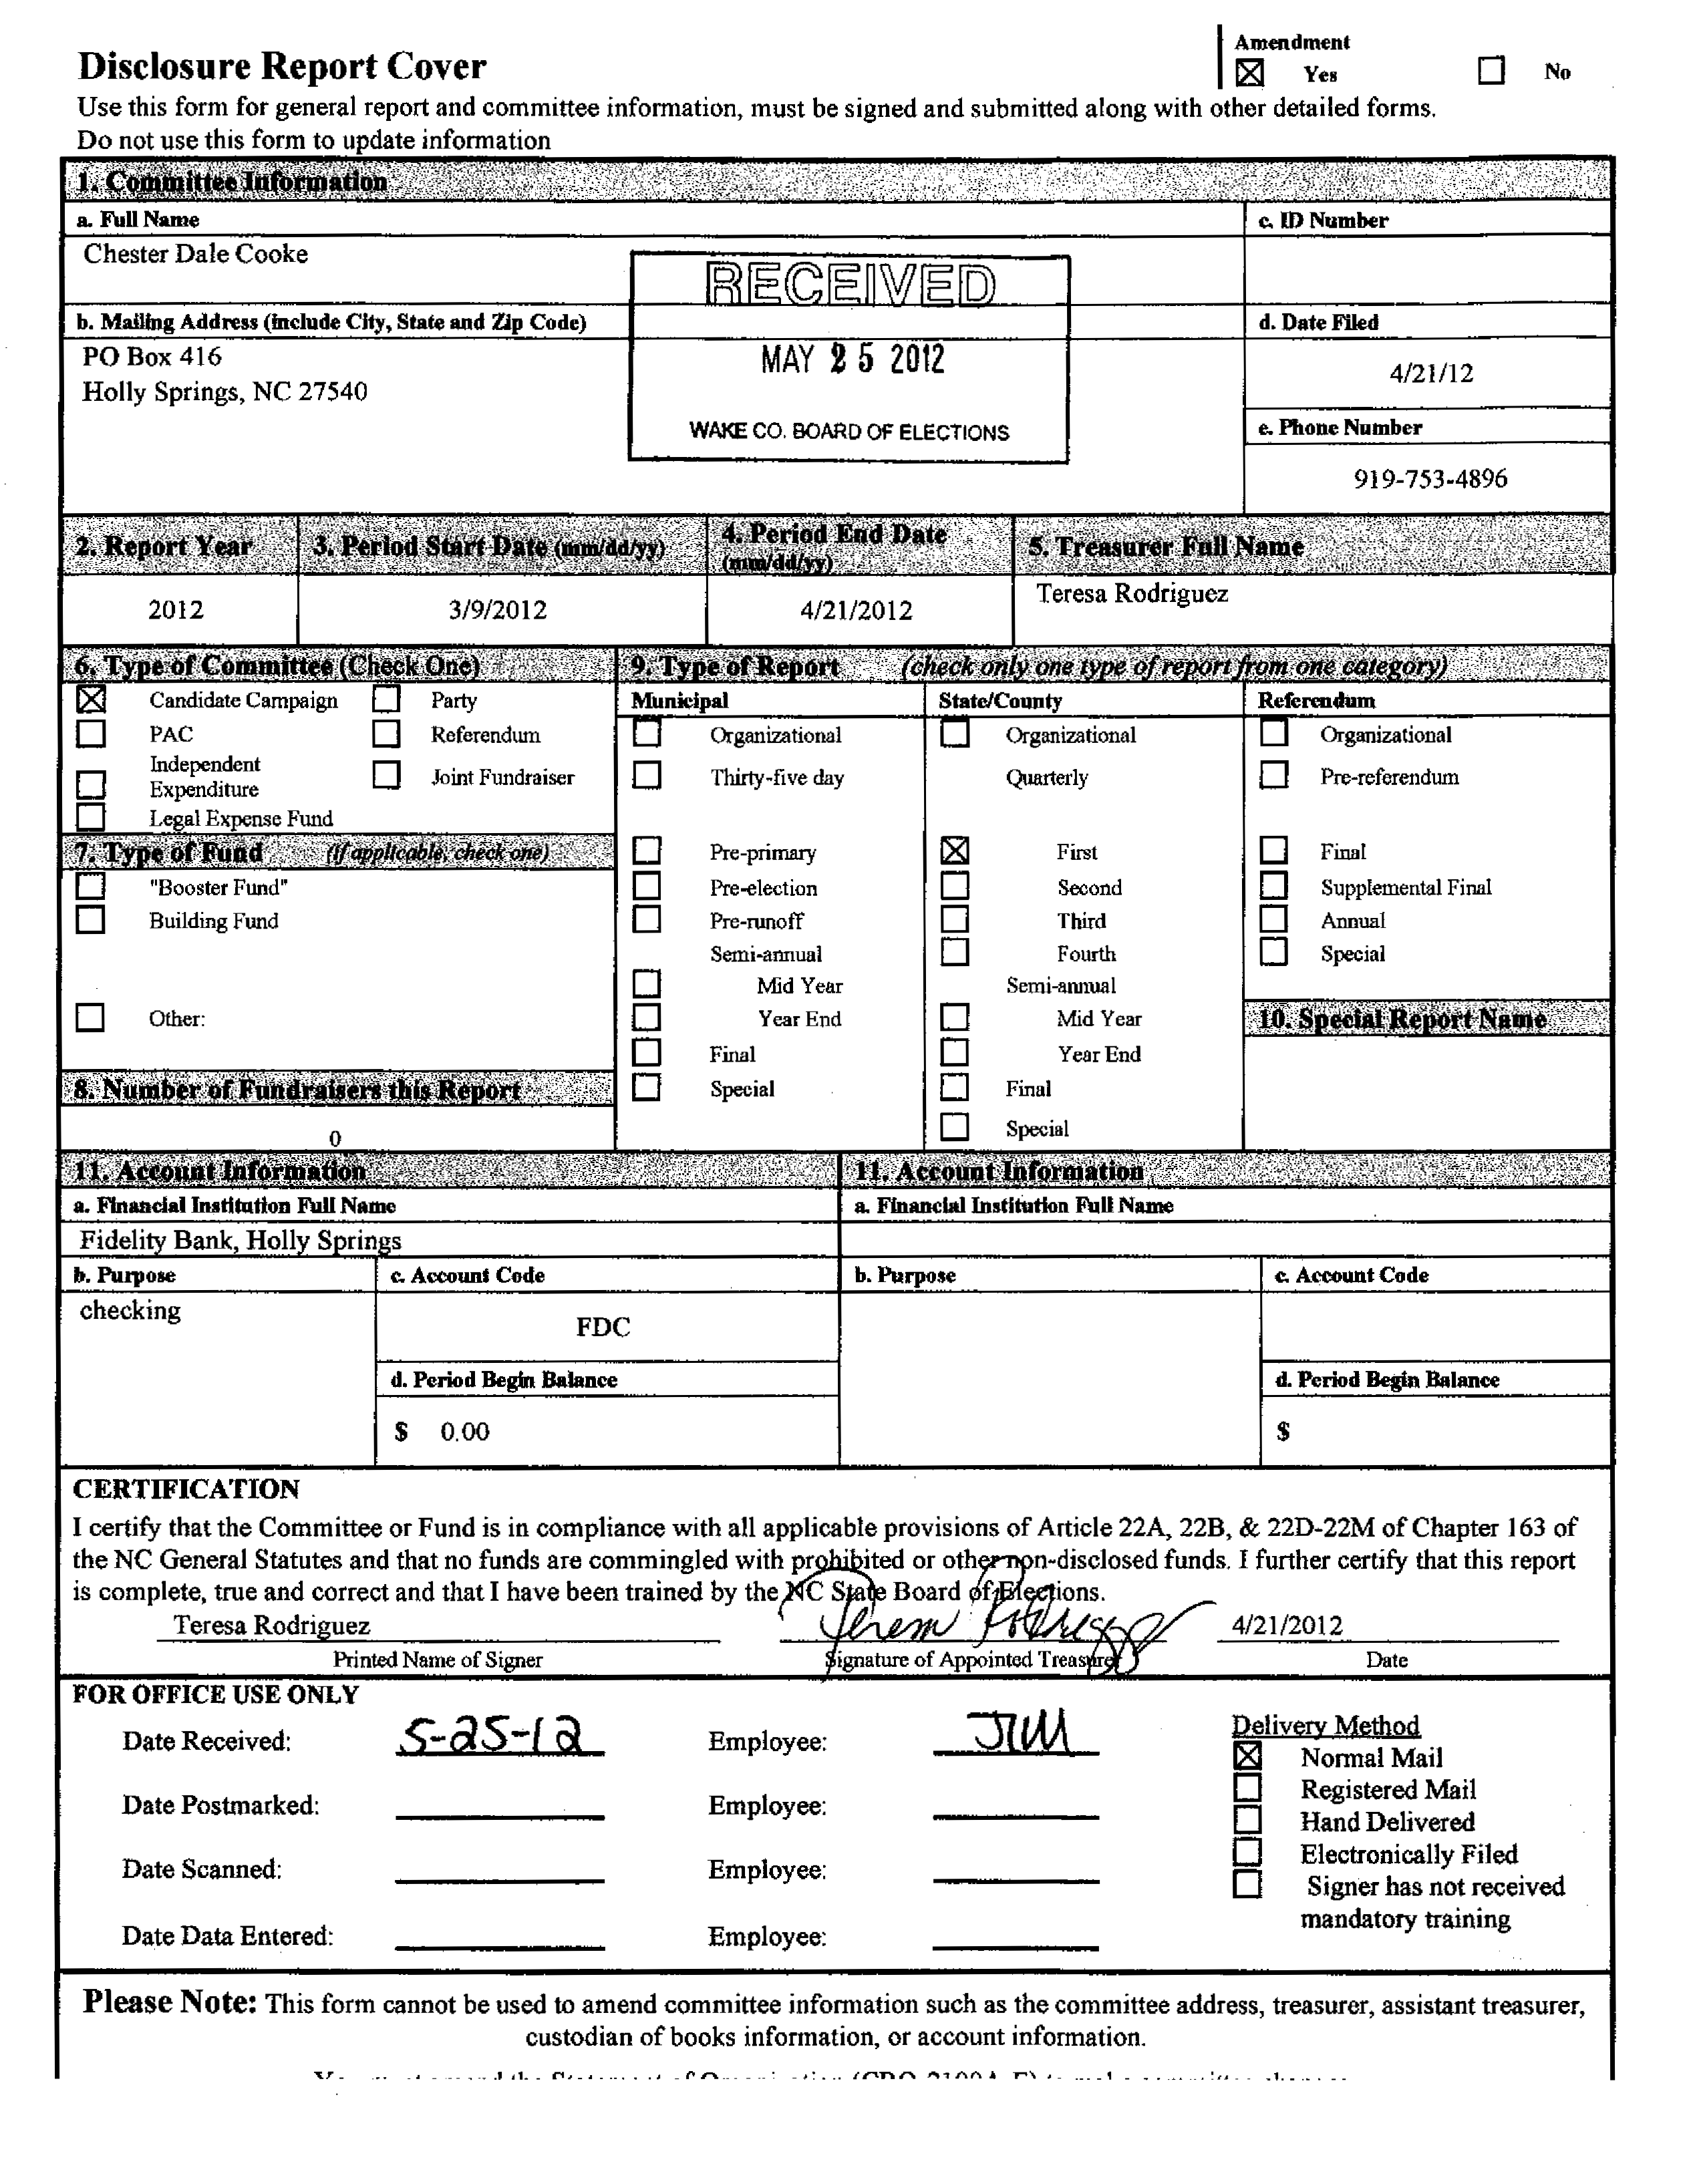 Amendment
Yes No
Disclosure Report Cover
Use this form for general report and committee information, must be signed and submitted along with other detailed forms.
Do not use this form to update information
1. Committee Information
a. Full Name
c. ID Number
Chester Dale Cooke
RECEIVED
b. Mailing Address (include City, State and Zip Code)
d. Date Filed
PO Box 416
MAY 25 2012
4/21/12
Holly Springs, NC 27540
WAKE CO. BOARD OF ELECTIONS
e. Phone Number
919-753-4896
2. Report Year
3. Period Start Date (mm/dd/yy)
4. Period End Date
(mm/dd/yy)
5. Treasurer Full Name
2012
3/9/2012
4/21/2012
Teresa Rodriguez
6. Type of Committee (Check One)
Candidate Campaign
Party
PAC
Referendum
Independent
Expenditure
Joint Fundraiser
Legal Expense Fund
7. Type of Fund (if applicable, check one)
"Booster Fund"
Building Fund
Other:
8. Number of Fundraisers this Report
0
9. Type of Report (check only one type of report from one category)
Municipal
Organizational
Thirty-five day
Pre-primary
Pre-election
Pre-runoff
Semi-annual
Mid Year
Year End
Final
Special
State/County
Organizational
Quarterly
First
Second
Third
Fourth
Semi-annual
Mid Year
Year End
Final
Special
Referendum
Organizational
Pre-referendum
Final
Supplemental Final
Annual
Special
10. Special Report Name
11. Account Information
a. Financial Institution Full Name
Fidelity Bank, Holly Springs
b. Purpose
c. Account Code
checking
FDC
d. Period Begin Balance
$ 0.00
11. Account Information
a. Financial Institution Full Name
b. Purpose
c. Account Code
d. Period Begin Balance
$
CERTIFICATION
I certify that the Committee or Fund is in compliance with all applicable provisions of Article 22A, 22B, & 22D-22M of Chapter 163 of
the NC General Statutes and that no funds are commingled with prohibited or other non-disclosed funds. I further certify that this report
is complete, true and correct and that I have been trained by the NC State Board of Elections.
Teresa Rodriguez
Teresa Rodriguez
4/21/2012
Printed Name of Signer
Signature of Appointed Treasurer
Date
FOR OFFICE USE ONLY
Date Received: 5-25-12 Employee:
Date Postmarked: Employee:
Date Scanned: Employee:
Date Data Entered: Employee:
Delivery Method
Normal Mail
Registered Mail
Hand Delivered
Electronically Filed
Signer has not received
mandatory training
Please Note: This form cannot be used to amend committee information such as the committee address, treasurer, assistant treasurer,
custodian of books information, or account information.